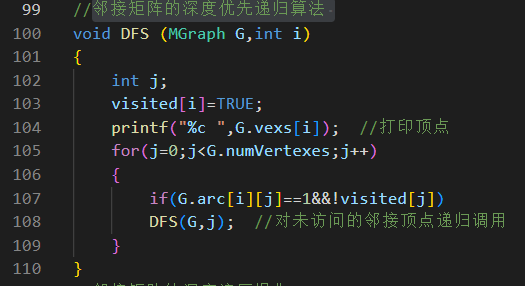 99 //邻接矩阵的深度优先递归算法
100 void DFS (MGraph G,int i)
101 {
102 int j;
103 visited[i]=TRUE;
104 printf("%c ",G.vexs[i]); //打印顶点
105 for(j=0;j<G.numVertexes;j++)
106 {
107 if(G.arc[i][j]==1&&!visited[j])
108 DFS(G,j); //对未访问的邻接顶点递归调用
109 }
110 }